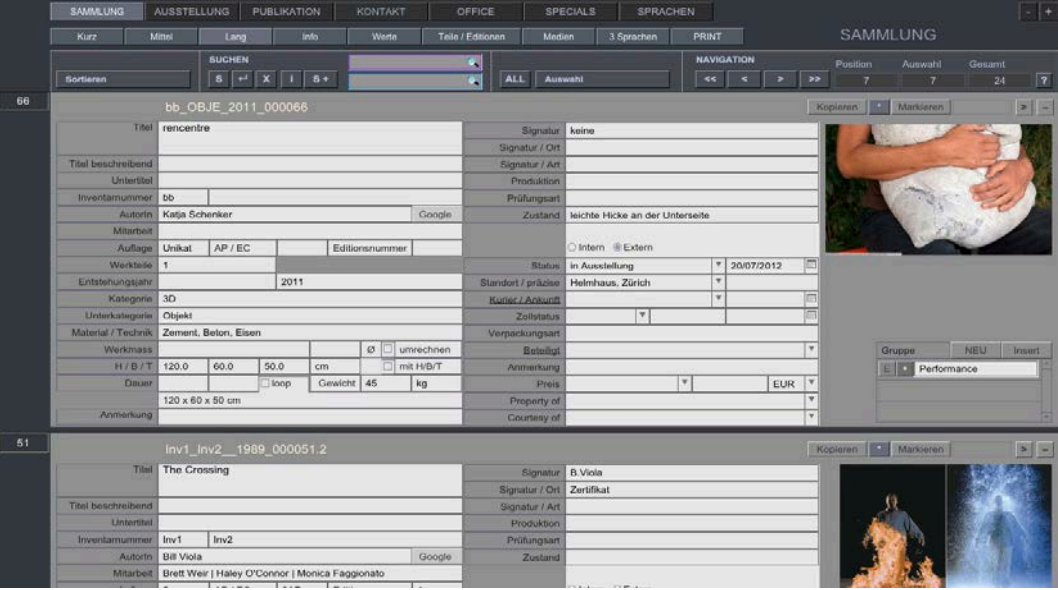 SAMMLUNG AUSSTELLUNG PUBLIKATION KONTAKT OFFICE SPECIALS SPRACHEN - +
Kurz Mittel Lang Info Werte Teile / Editionen Medien 3 Sprachen PRINT SAMMLUNG
SUCHEN NAVIGATION Position Auswahl Gesamt
Sortieren S ↵ X I S+ ALL Auswahl << < > >> 7 7 24 ?
66 bb_OBJE_2011_000066 Kopieren * Markieren > -
Titel rencentre Signatur keine
Signatur / Ort
Titel beschreibend Signatur / Art
Untertitel Produktion
Inventarnummer bb Prüfungsart
AutorIn Katja Schenker Google Zustand leichte Hicke an der Unterseite
Mitarbeit
Auflage Unikat AP / EC Editionsnummer Intern Extern
Werkteile 1 Status in Ausstellung 20/07/2012
Entstehungsjahr 2011 Standort / präzise Helmhaus, Zürich
Kategorie 3D Kurier / Ankunft
Unterkategorie Objekt Zollstatus
Material / Technik Zement, Beton, Eisen Verpackungsart
Werkmass Ø umrechnen Beteiligt Gruppe NEU Insert
H / B / T 120.0 60.0 50.0 cm mit H/B/T Anmerkung E * Performance
Dauer loop Gewicht 45 kg Preis EUR
120 x 60 x 50 cm Property of
Anmerkung Courtesy of
51 Inv1_Inv2__1989_000051.2 Kopieren * Markieren > -
Titel The Crossing Signatur B.Viola
Signatur / Ort Zertifikat
Titel beschreibend Signatur / Art
Untertitel Produktion
Inventarnummer Inv1 Inv2 Prüfungsart
AutorIn Bill Viola Google Zustand
Mitarbeit Brett Weir | Haley O'Connor | Monica Faggionato